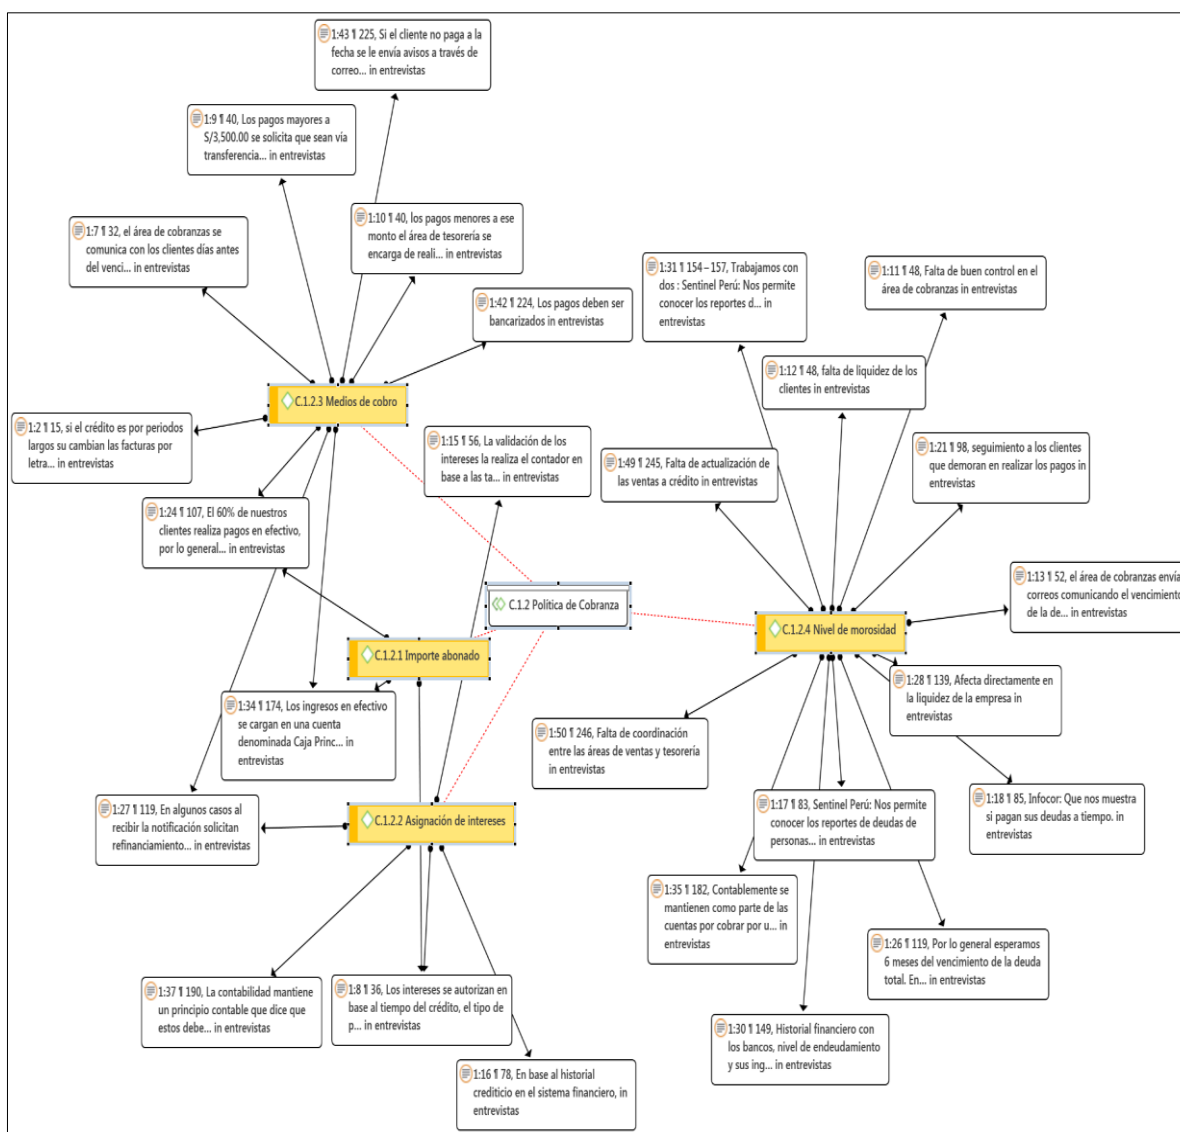 1:43 ¶ 225, Si el cliente no paga a la
fecha se le envía avisos a través de
correo... in entrevistas
1:9 ¶ 40, Los pagos mayores a
S/3,500.00 se solicita que sean vía
transferencia... in entrevistas
1:7 ¶ 32, el área de cobranzas se
comunica con los clientes días antes
del venci... in entrevistas
1:10 ¶ 40, los pagos menores a ese
monto el área de tesorería se
encarga de reali... in entrevistas
1:42 ¶ 224, Los pagos deben ser
bancarizados in entrevistas
1:31 ¶ 154 – 157, Trabajamos con
dos : Sentinel Perú: Nos permite
conocer los reportes d... in
entrevistas
1:11 ¶ 48, Falta de buen control en el
área de cobranzas in entrevistas
1:12 ¶ 48, falta de liquidez de los
clientes in entrevistas
C.1.2.3 Medios de cobro
1:2 ¶ 15, si el crédito es por periodos
largos su cambian las facturas por
letra... in entrevistas
1:15 ¶ 56, La validación de los
intereses la realiza el contador en
base a las ta... in entrevistas
1:49 ¶ 245, Falta de actualización de
las ventas a crédito in entrevistas
1:21 ¶ 98, seguimiento a los clientes
que demoran en realizar los pagos in
entrevistas
1:24 ¶ 107, El 60% de nuestros
clientes realiza pagos en efectivo,
por lo general... in entrevistas
C.1.2 Política de Cobranza
1:13 ¶ 52, el área de cobranzas envía
correos comunicando el vencimiento
de la de... in entrevistas
C.1.2.4 Nivel de morosidad
C.1.2.1 Importe abonado
1:28 ¶ 139, Afecta directamente en
la liquidez de la empresa in
entrevistas
1:34 ¶ 174, Los ingresos en efectivo
se cargan en una cuenta
denominada Caja Princ... in
entrevistas
1:50 ¶ 246, Falta de coordinación
entre las áreas de ventas y tesorería
in entrevistas
1:27 ¶ 119, En algunos casos al
recibir la notificación solicitan
refinanciamiento... in entrevistas
C.1.2.2 Asignación de intereses
1:17 ¶ 83, Sentinel Perú: Nos permite
conocer los reportes de deudas de
personas... in entrevistas
1:18 ¶ 85, Infocor: Que nos muestra
si pagan sus deudas a tiempo. in
entrevistas
1:35 ¶ 182, Contablemente se
mantienen como parte de las
cuentas por cobrar por u... in
entrevistas
1:26 ¶ 119, Por lo general esperamos
6 meses del vencimiento de la deuda
total. En... in entrevistas
1:37 ¶ 190, La contabilidad mantiene
un principio contable que dice que
estos debe... in entrevistas
1:8 ¶ 36, Los intereses se autorizan en
base al tiempo del crédito, el tipo de
p... in entrevistas
1:30 ¶ 149, Historial financiero con
los bancos, nivel de endeudamiento
y sus ing... in entrevistas
1:16 ¶ 78, En base al historial
crediticio en el sistema financiero, in
entrevistas